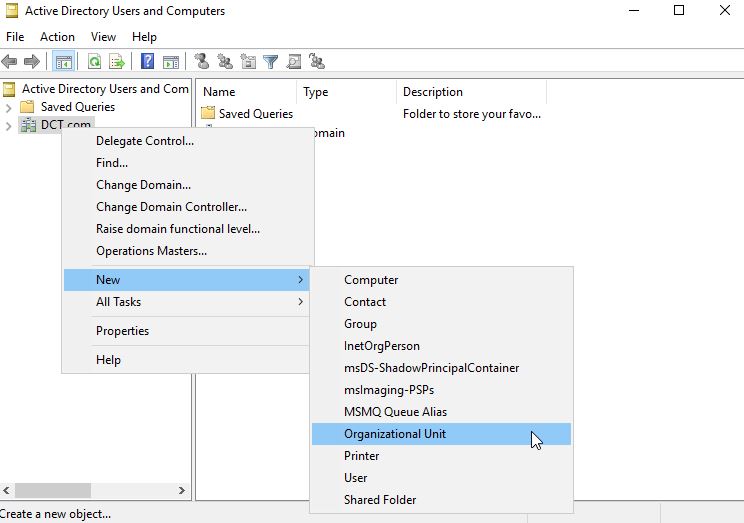 Active Directory Users and Computers
File Action View Help
Active Directory Users and Com
Saved Queries
DCT.com
Name Type Description
Saved Queries Folder to store your favo...
omain
Delegate Control...
Find...
Change Domain...
Change Domain Controller...
Raise domain functional level...
Operations Masters...
New
All Tasks
Properties
Help
Computer
Contact
Group
InetOrgPerson
msDS-ShadowPrincipalContainer
msImaging-PSPs
MSMQ Queue Alias
Organizational Unit
Printer
User
Shared Folder
Create a new object...